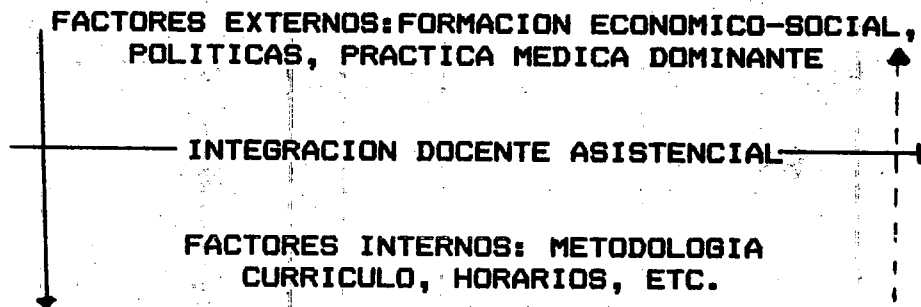 FACTORES EXTERNOS:FORMACION ECONOMICO-SOCIAL,
POLITICAS, PRACTICA MEDICA DOMINANTE
INTEGRACION DOCENTE ASISTENCIAL
FACTORES INTERNOS: METODOLOGIA
CURRICULO, HORARIOS, ETC.